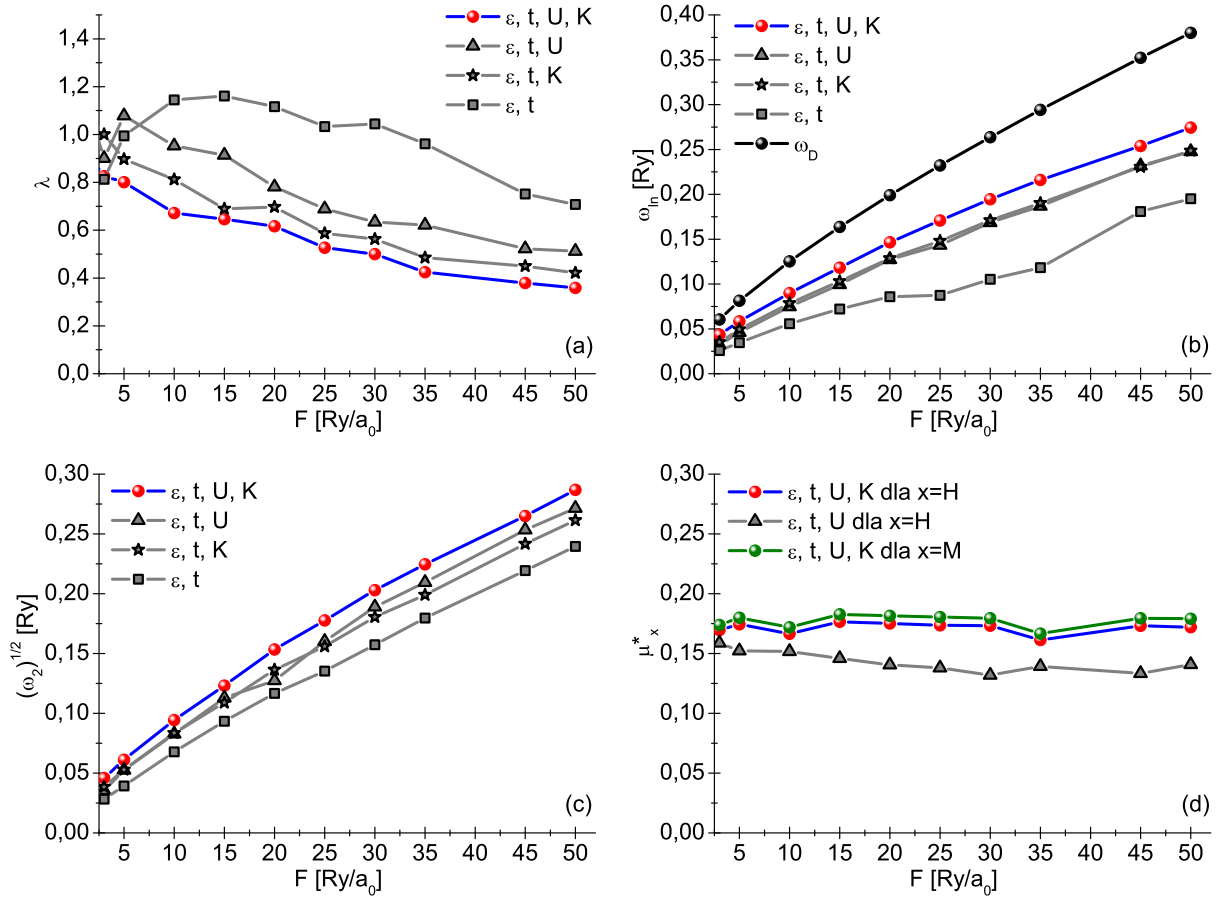 ε, t, U, K
ε, t, U
ε, t, K
ε, t
λ
1,4
1,2
1,0
0,8
0,6
0,4
0,2
0,0
5 10 15 20 25 30 35 40 45 50
F [Ry/a₀]
(a)
ε, t, U, K
ε, t, U
ε, t, K
ε, t
ω_D
ω_ln [Ry]
0,40
0,35
0,30
0,25
0,20
0,15
0,10
0,05
0,00
5 10 15 20 25 30 35 40 45 50
F [Ry/a₀]
(b)
ε, t, U, K
ε, t, U
ε, t, K
ε, t
(ω₂)^1/2 [Ry]
0,30
0,25
0,20
0,15
0,10
0,05
0,00
5 10 15 20 25 30 35 40 45 50
F [Ry/a₀]
(c)
ε, t, U, K dla x=H
ε, t, U dla x=H
ε, t, U, K dla x=M
μ*_x
0,30
0,25
0,20
0,15
0,10
0,05
0,00
5 10 15 20 25 30 35 40 45 50
F [Ry/a₀]
(d)